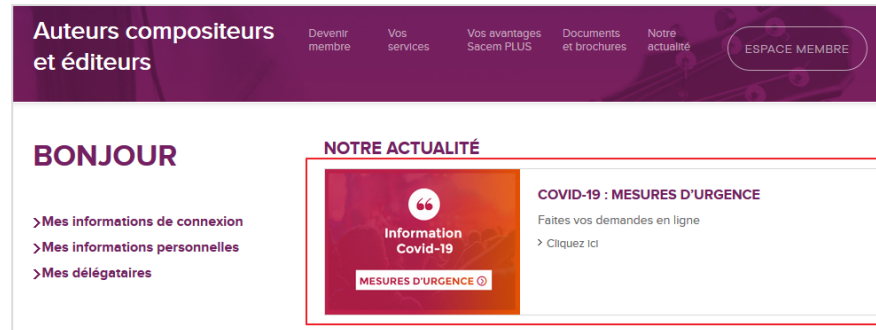 Auteurs compositeurs
et éditeurs
Devenir
membre
Vos
services
Vos avantages
Sacem PLUS
Documents
et brochures
Notre
actualité
ESPACE MEMBRE
BONJOUR
>Mes informations de connexion
>Mes informations personnelles
>Mes délégataires
NOTRE ACTUALITÉ
Information
Covid-19
MESURES D'URGENCE
COVID-19 : MESURES D'URGENCE
Faites vos demandes en ligne
> Cliquez ici